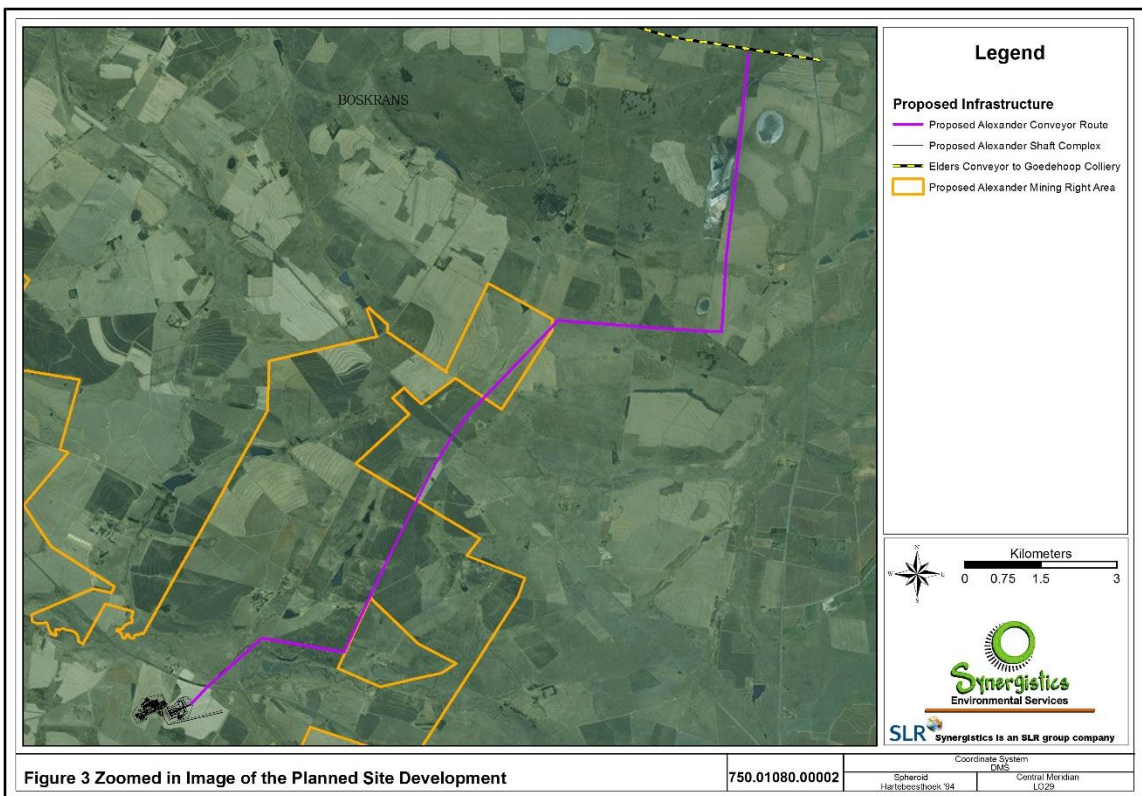 BOSKRANS
Legend
Proposed Infrastructure
Proposed Alexander Conveyor Route
Proposed Alexander Shaft Complex
Elders Conveyor to Goedehoop Colliery
Proposed Alexander Mining Right Area
N
W E
S
Kilometers
0 0.75 1.5 3
Synergistics
Environmental Services
SLR Synergistics is an SLR group company
Figure 3 Zoomed in Image of the Planned Site Development
750.01080.00002
Coordinate System
DMS
Spheroid
Hartebeesthoek '94
Central Meridian
LO29